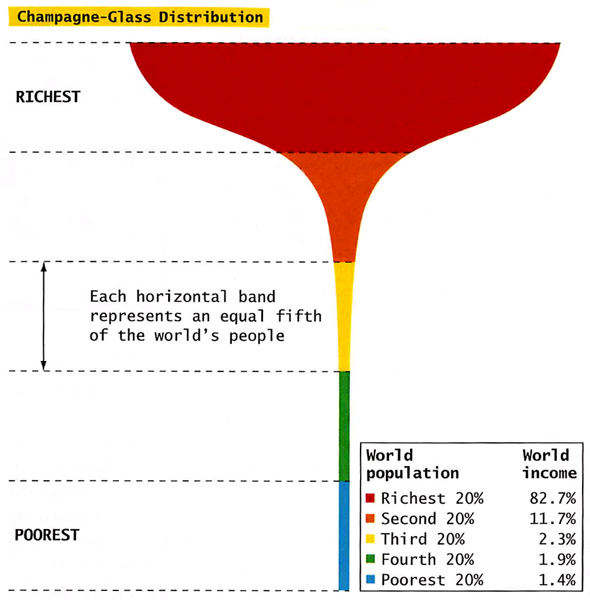 Champagne-Glass Distribution
RICHEST
Each horizontal band
represents an equal fifth
of the world's people
POOREST
World population World income
Richest 20% 82.7%
Second 20% 11.7%
Third 20% 2.3%
Fourth 20% 1.9%
Poorest 20% 1.4%